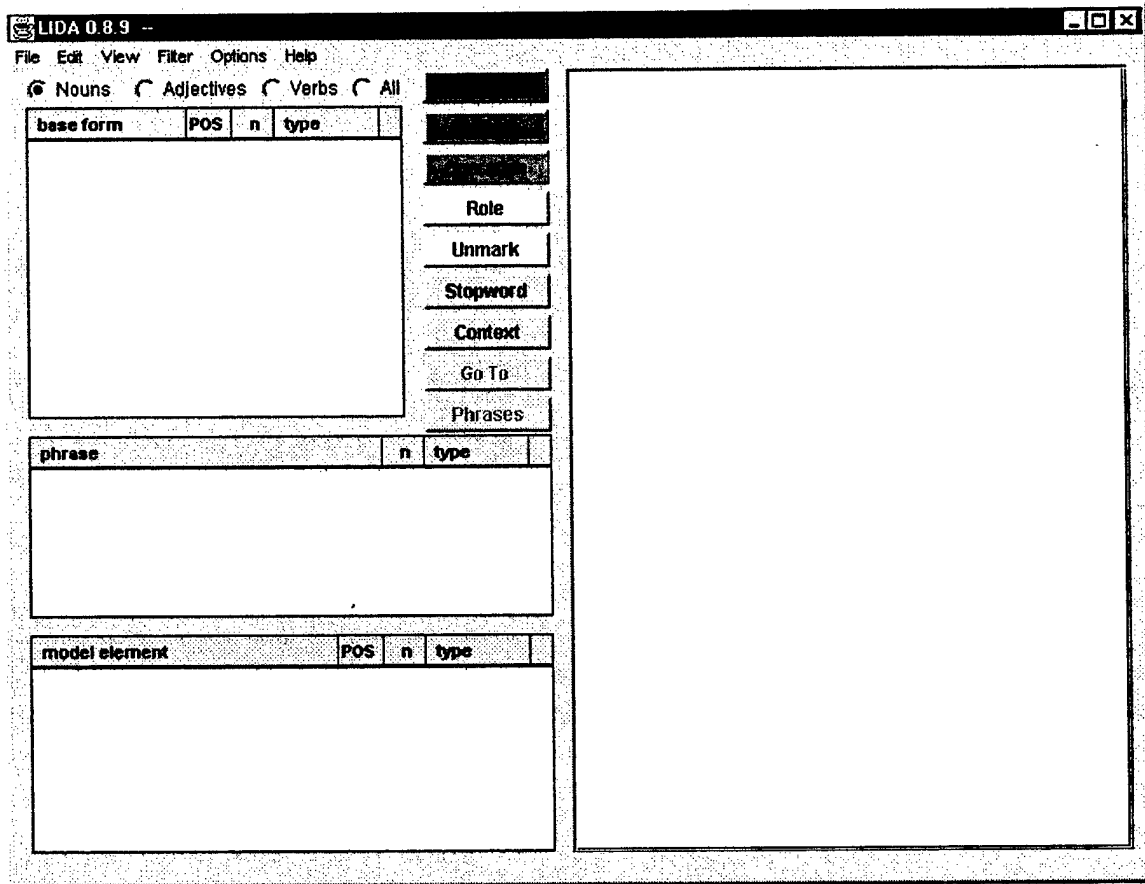 LIDA 0.8.9 --
File Edit View Filter Options Help
Nouns Adjectives Verbs All
base form POS n type
Role
Unmark
Stopword
Context
Go To
Phrases
phrase n type
model element POS n type